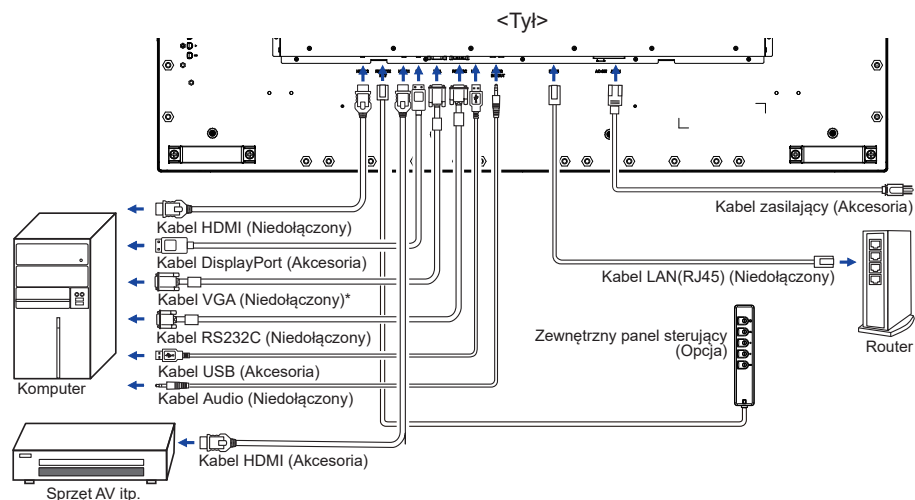 <Tył>
Kabel HDMI (Niedołączony)
Kabel zasilający (Akcesoria)
Kabel DisplayPort (Akcesoria)
Kabel LAN(RJ45) (Niedołączony)
Kabel VGA (Niedołączony)*
Kabel RS232C (Niedołączony)
Zewnętrzny panel sterujący
(Opcja)
Router
Kabel USB (Akcesoria)
Komputer
Kabel Audio (Niedołączony)
Kabel HDMI (Akcesoria)
Sprzęt AV itp.